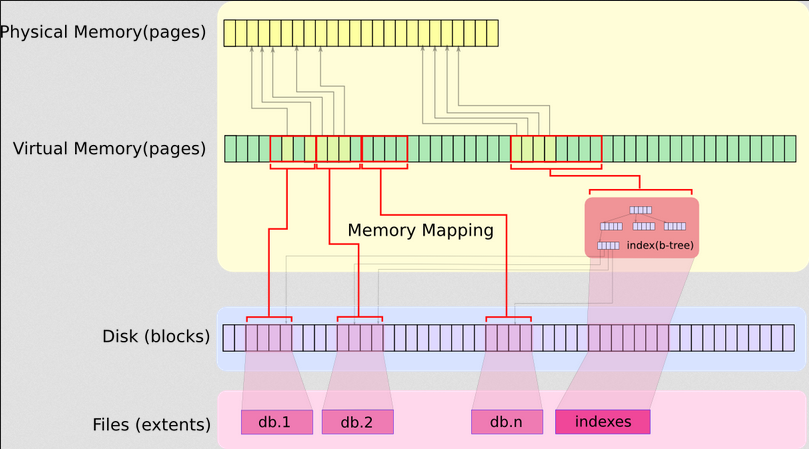 Physical Memory(pages)
Virtual Memory(pages)
Memory Mapping
index(b-tree)
Disk (blocks)
Files (extents)
db.1
db.2
db.n
indexes